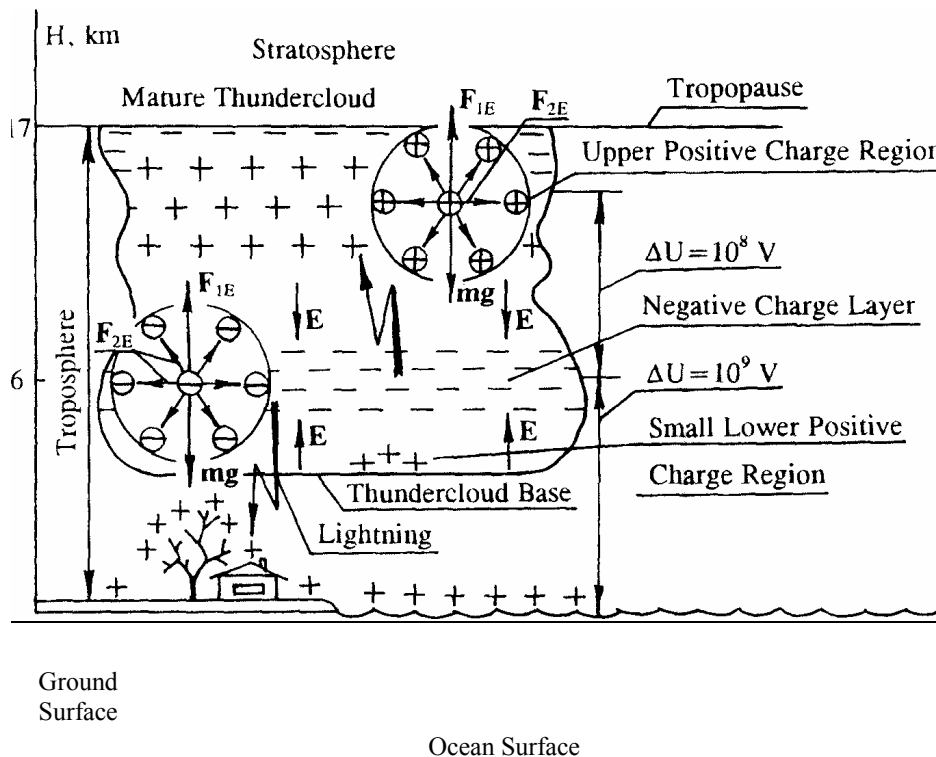 H, km
Stratosphere
Tropopause
Mature Thundercloud
F1E
F2E
17
Upper Positive Charge Region
ΔU = 10⁸ V
F1E
mg
E
E
Negative Charge Layer
F2E
6
ΔU = 10⁹ V
Troposphere
E
E
Small Lower Positive
Charge Region
mg
Thundercloud Base
Lightning
Ground
Surface
Ocean Surface